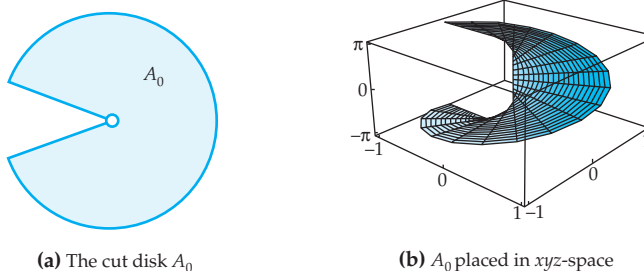 A₀
π
0
−π
−1
0
1
−1
0
(a) The cut disk A₀
(b) A₀ placed in xyz-space